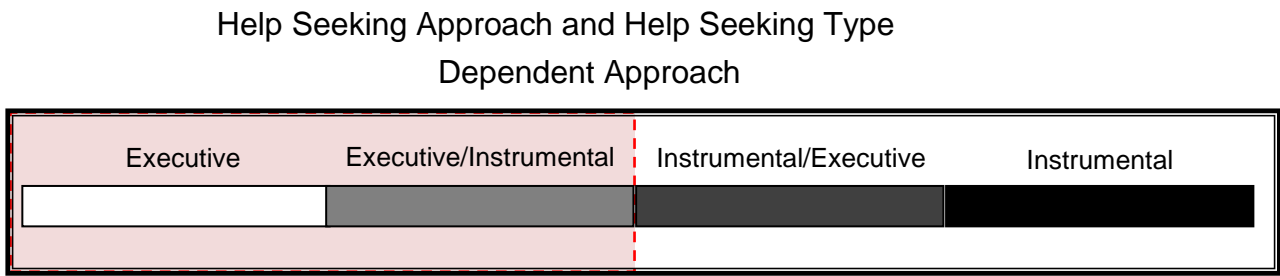 Help Seeking Approach and Help Seeking Type
Dependent Approach
Executive Executive/Instrumental Instrumental/Executive Instrumental